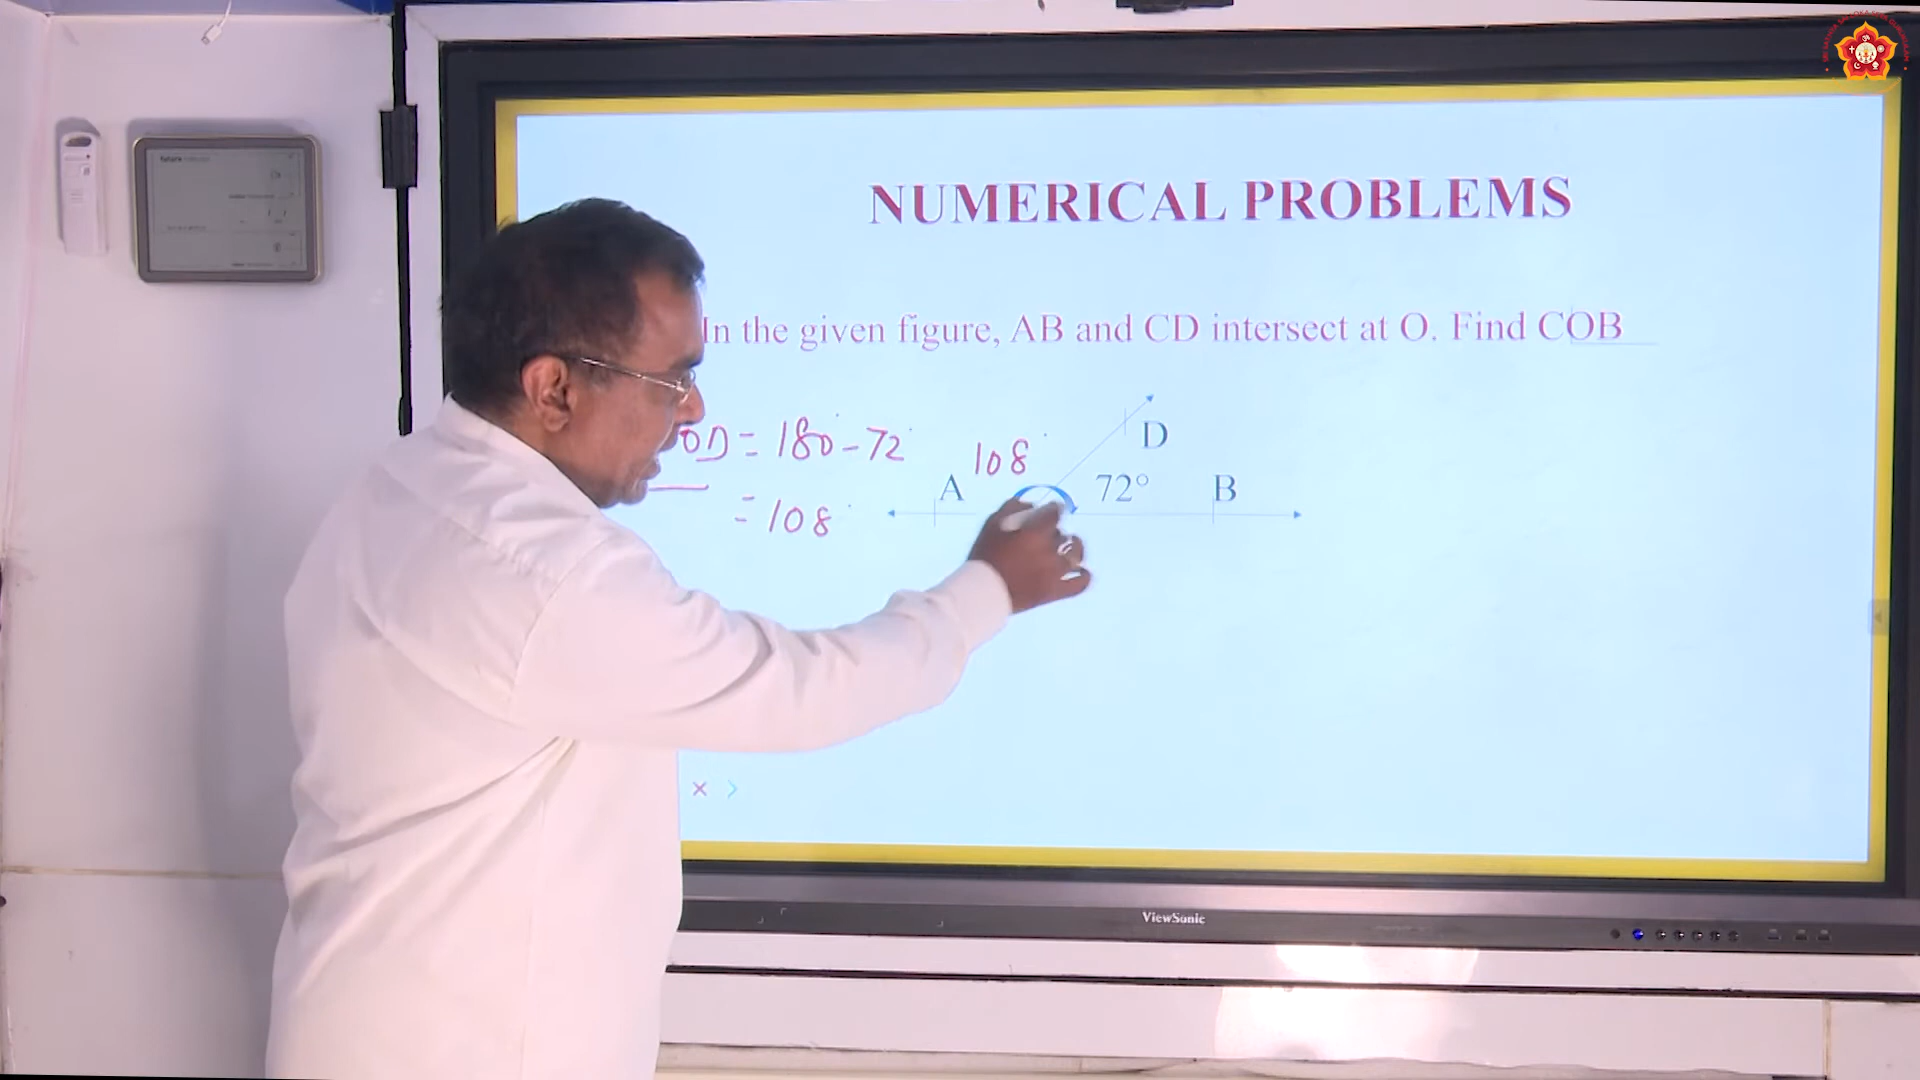 NUMERICAL PROBLEMS
In the given figure, AB and CD intersect at O. Find COB
OD = 180° - 72°
= 108°
108°
D
A
72°
B
ViewSonic